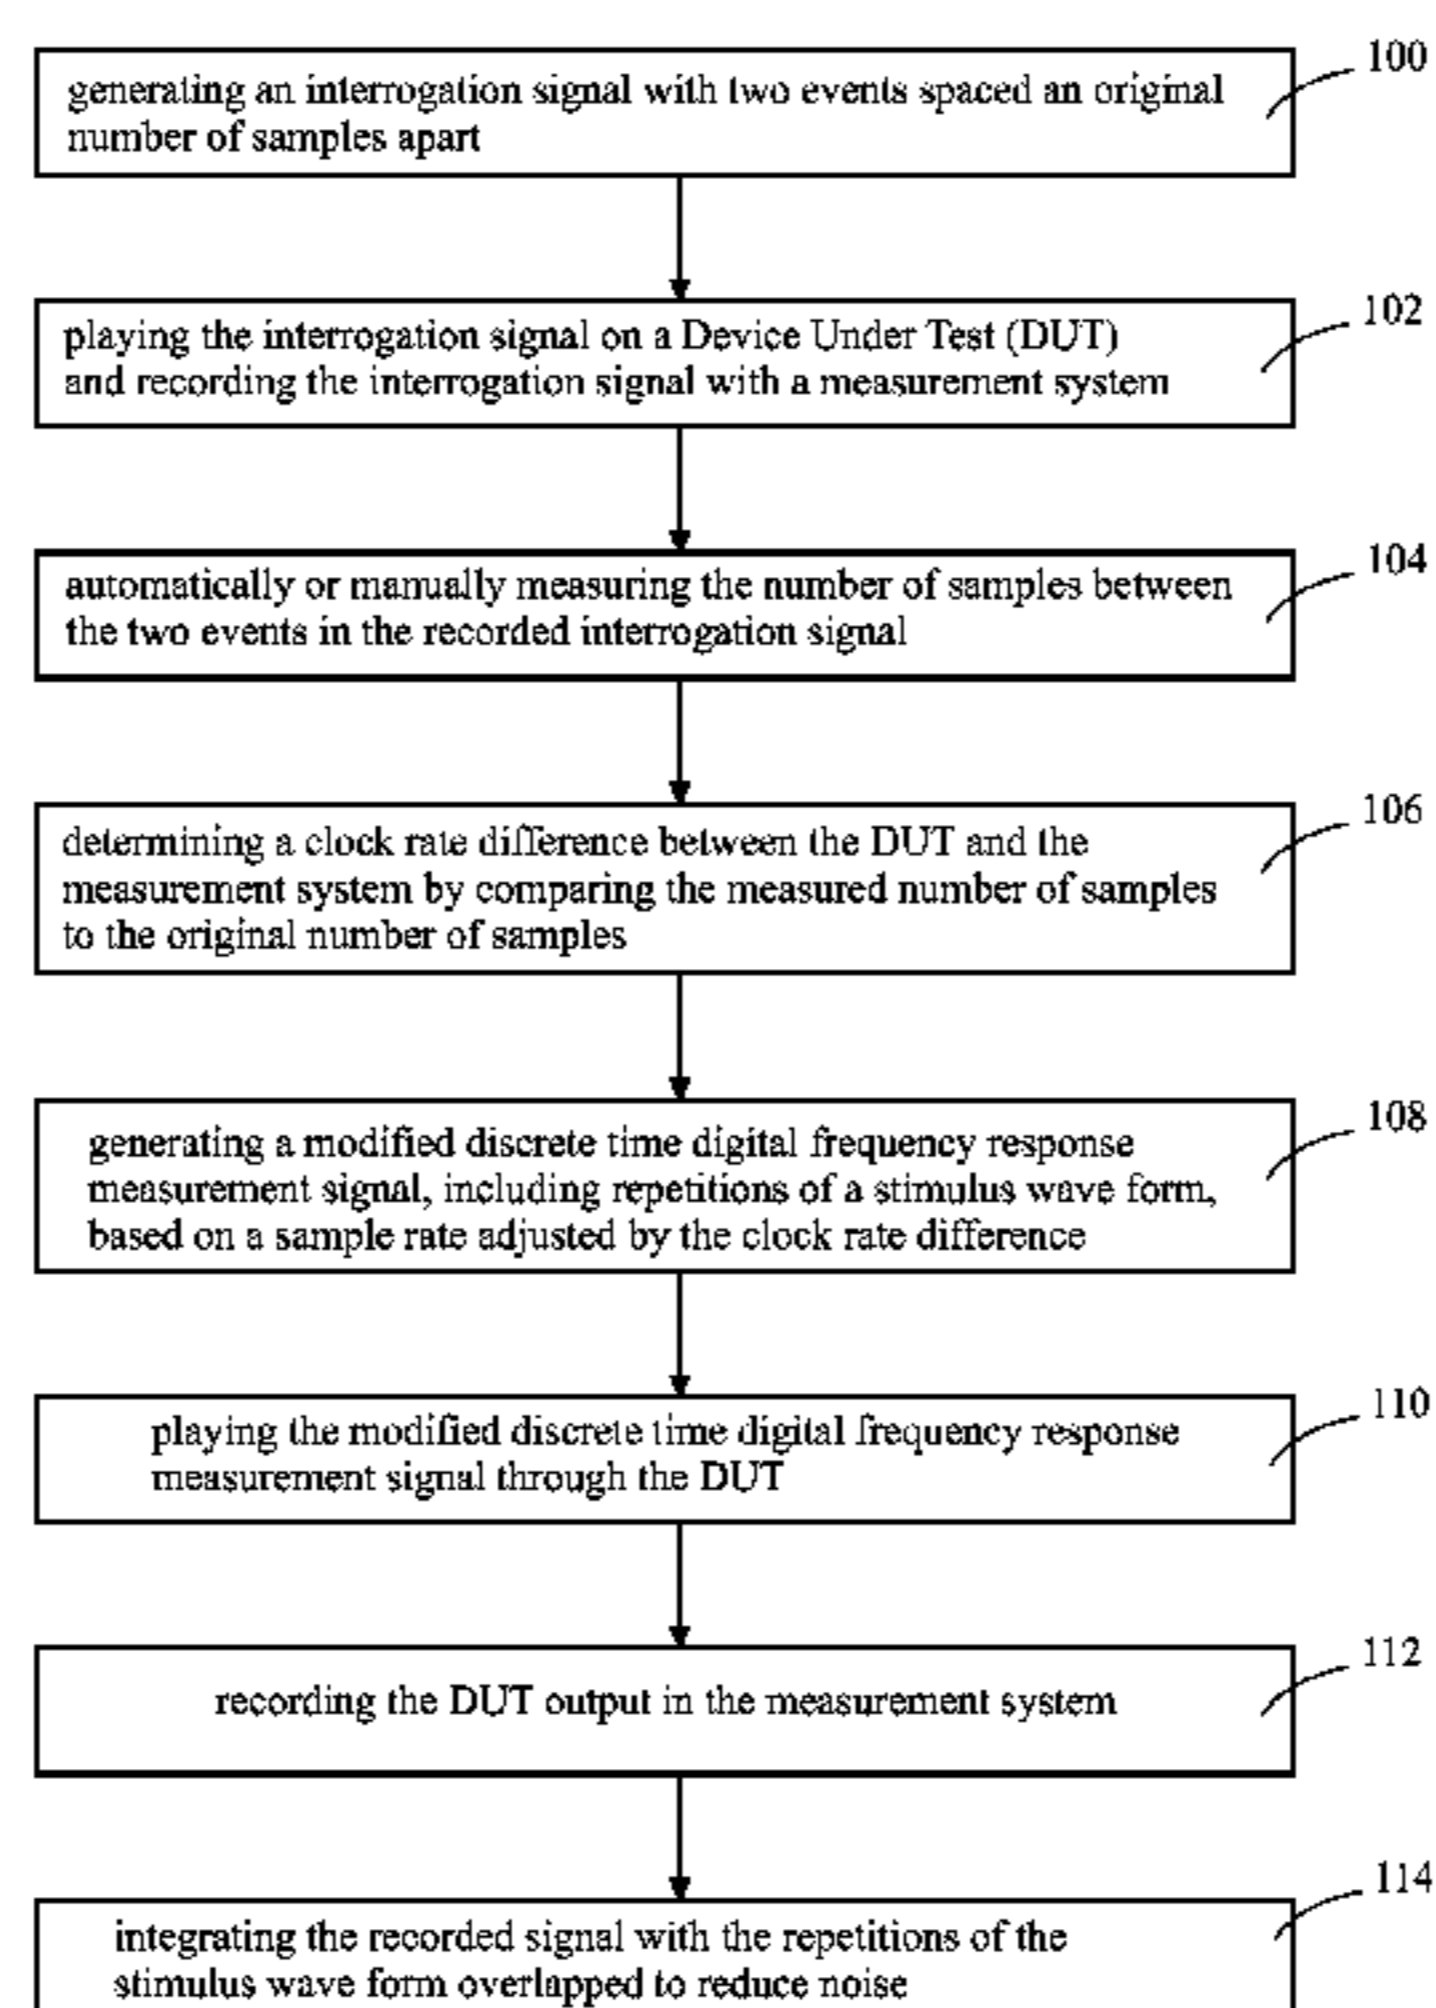 100
generating an interrogation signal with two events spaced an original
number of samples apart
102
playing the interrogation signal on a Device Under Test (DUT)
and recording the interrogation signal with a measurement system
104
automatically or manually measuring the number of samples between
the two events in the recorded interrogation signal
106
determining a clock rate difference between the DUT and the
measurement system by comparing the measured number of samples
to the original number of samples
108
generating a modified discrete time digital frequency response
measurement signal, including repetitions of a stimulus wave form,
based on a sample rate adjusted by the clock rate difference
110
playing the modified discrete time digital frequency response
measurement signal through the DUT
112
recording the DUT output in the measurement system
114
integrating the recorded signal with the repetitions of the
stimulus wave form overlapped to reduce noise